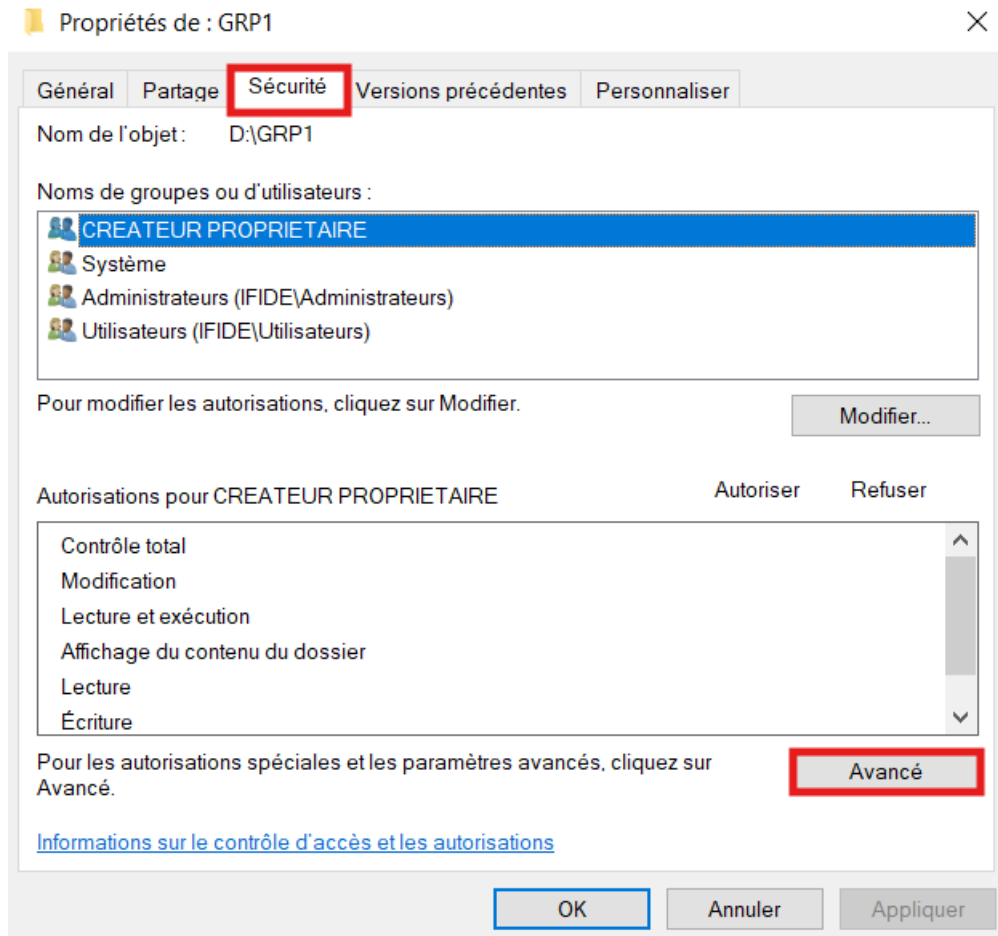 Propriétés de : GRP1
Général Partage Sécurité Versions précédentes Personnaliser
Nom de l'objet : D:\GRP1
Noms de groupes ou d'utilisateurs :
CREATEUR PROPRIETAIRE
Système
Administrateurs (IFIDE\Administrateurs)
Utilisateurs (IFIDE\Utilisateurs)
Pour modifier les autorisations, cliquez sur Modifier.
Modifier...
Autorisations pour CREATEUR PROPRIETAIRE Autoriser Refuser
Contrôle total
Modification
Lecture et exécution
Affichage du contenu du dossier
Lecture
Écriture
Pour les autorisations spéciales et les paramètres avancés, cliquez sur
Avancé.
Avancé
Informations sur le contrôle d'accès et les autorisations
OK Annuler Appliquer